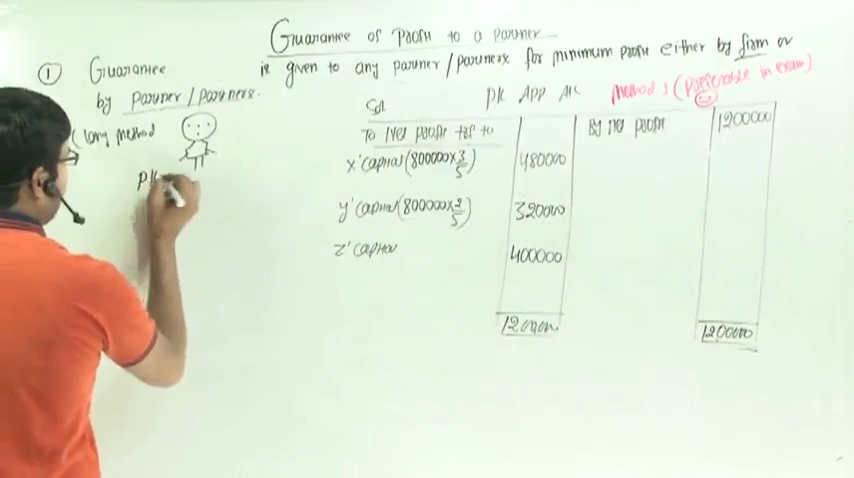 Guarantee of profit to a partner
is given to any partner/partners for minimum profit either by firm or
① Guarantee
by partner/partners.
(long method
P/L
P/L App A/C
Method 1 (preferable in exam)
To Net profit tsf to
X's Capital (800000×3/5) 480000
Y's Capital (800000×2/5) 320000
Z's Capital 400000
1200000
By net profit 1200000
1200000